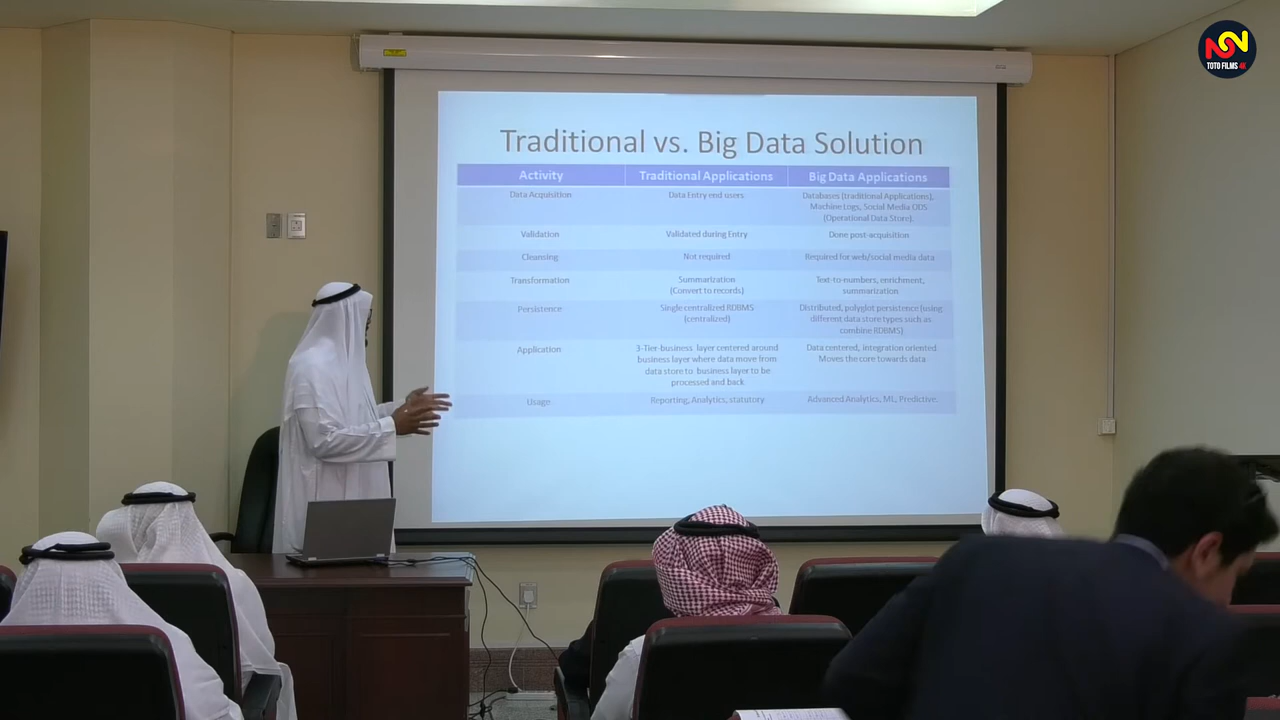 TOTO FILMS 4K
Traditional vs. Big Data Solution
Activity Traditional Applications Big Data Applications
Data Acquisition Data Entry end users Databases (traditional Applications),
Machine Logs, Social Media ODS
(Operational Data Store).
Validation Validated during Entry Done post-acquisition
Cleansing Not required Required for web/social media data
Transformation Summarization Text-to-numbers, enrichment,
(Convert to records) summarization
Persistence Single centralized RDBMS Distributed, polyglot persistence (using
(centralized) different data store types such as
combine RDBMS)
Application 3-Tier-business layer centered around Data centered, integration oriented
business layer where data move from Moves the core towards data
data store to business layer to be
processed and back.
Usage Reporting, Analytics, statutory Advanced Analytics, ML, Predictive.